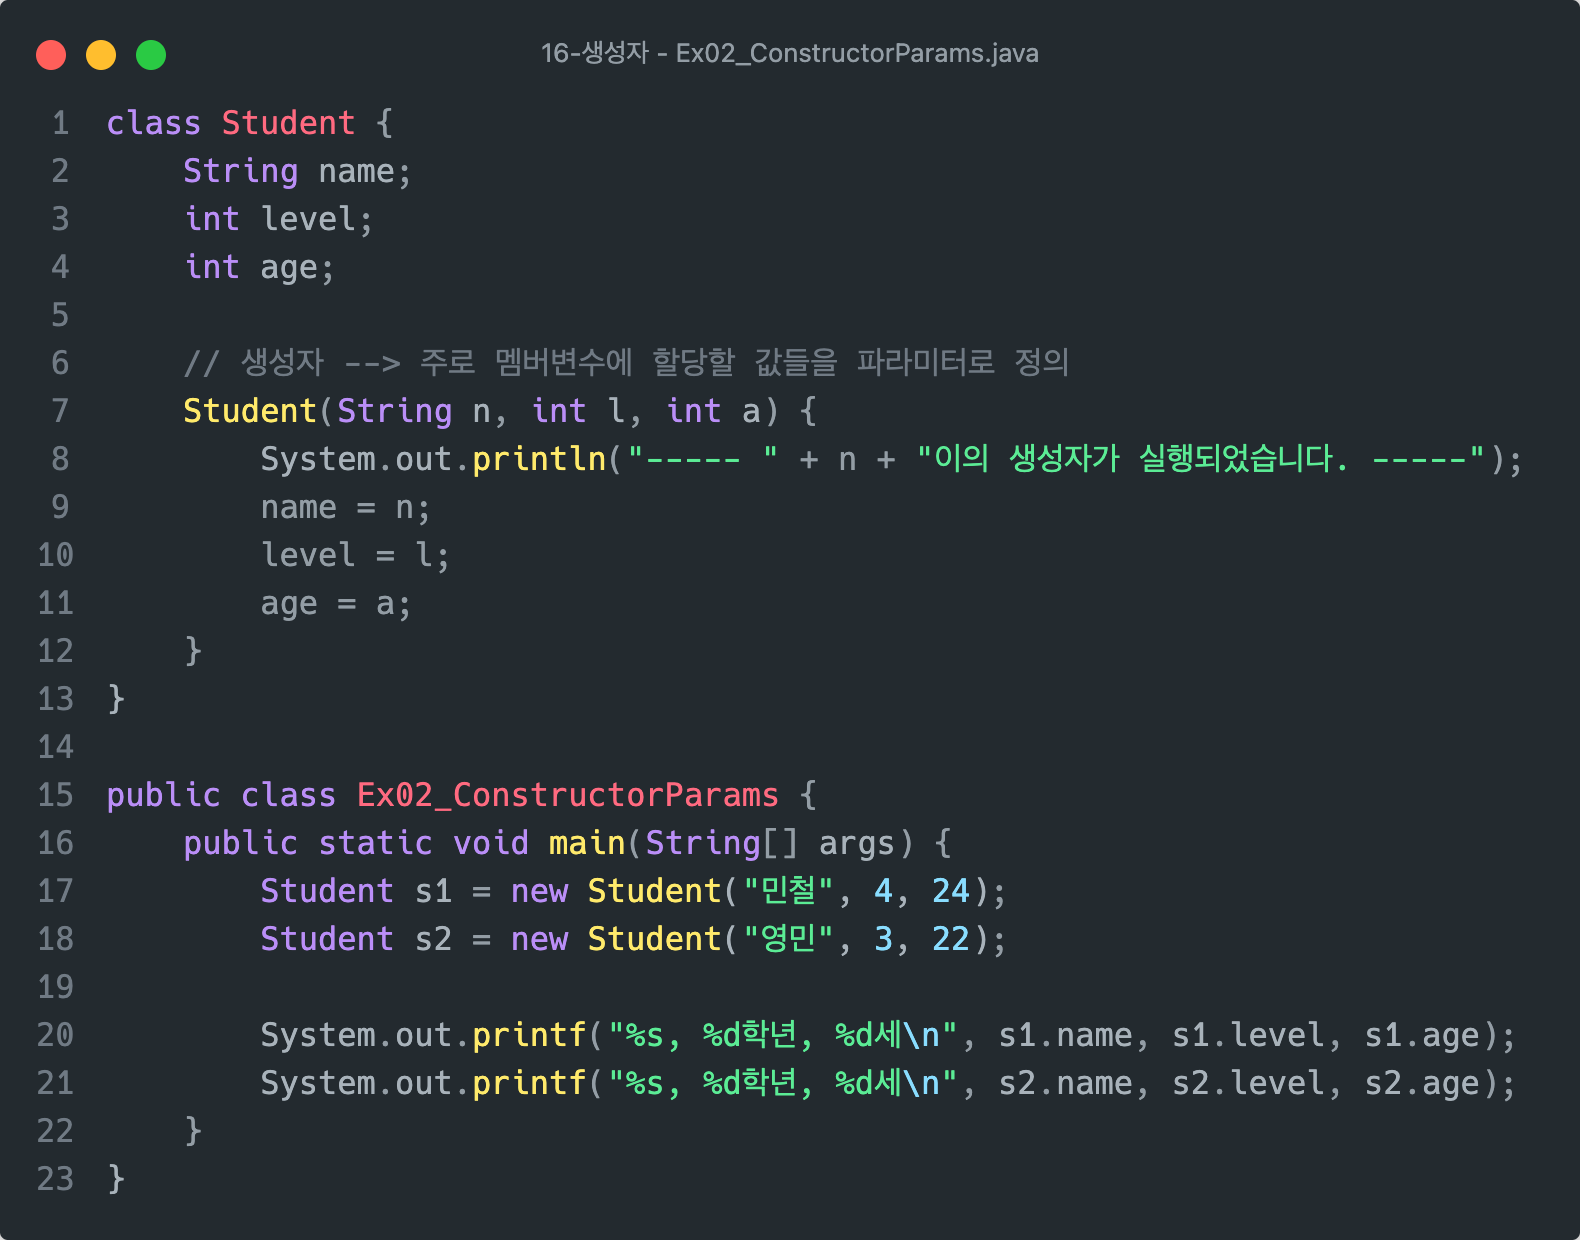 16-생성자 - Ex02_ConstructorParams.java
1 class Student {
2     String name;
3     int level;
4     int age;
5
6     // 생성자 --> 주로 멤버변수에 할당할 값들을 파라미터로 정의
7     Student(String n, int l, int a) {
8         System.out.println("----- " + n + "이의 생성자가 실행되었습니다. -----");
9         name = n;
10         level = l;
11         age = a;
12     }
13 }
14
15 public class Ex02_ConstructorParams {
16     public static void main(String[] args) {
17         Student s1 = new Student("민철", 4, 24);
18         Student s2 = new Student("영민", 3, 22);
19
20         System.out.printf("%s, %d학년, %d세\n", s1.name, s1.level, s1.age);
21         System.out.printf("%s, %d학년, %d세\n", s2.name, s2.level, s2.age);
22     }
23 }